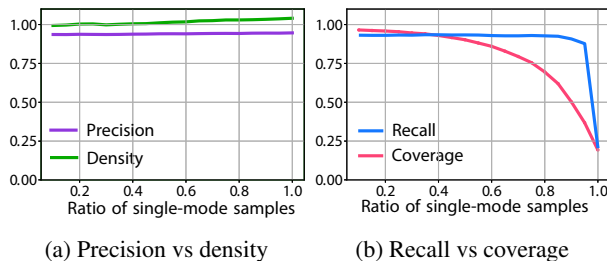 1.00
0.75
0.50
0.25
0.00
Precision
Density
0.2 0.4 0.6 0.8 1.0
Ratio of single-mode samples
(a) Precision vs density
1.00
0.75
0.50
0.25
0.00
Recall
Coverage
0.2 0.4 0.6 0.8 1.0
Ratio of single-mode samples
(b) Recall vs coverage